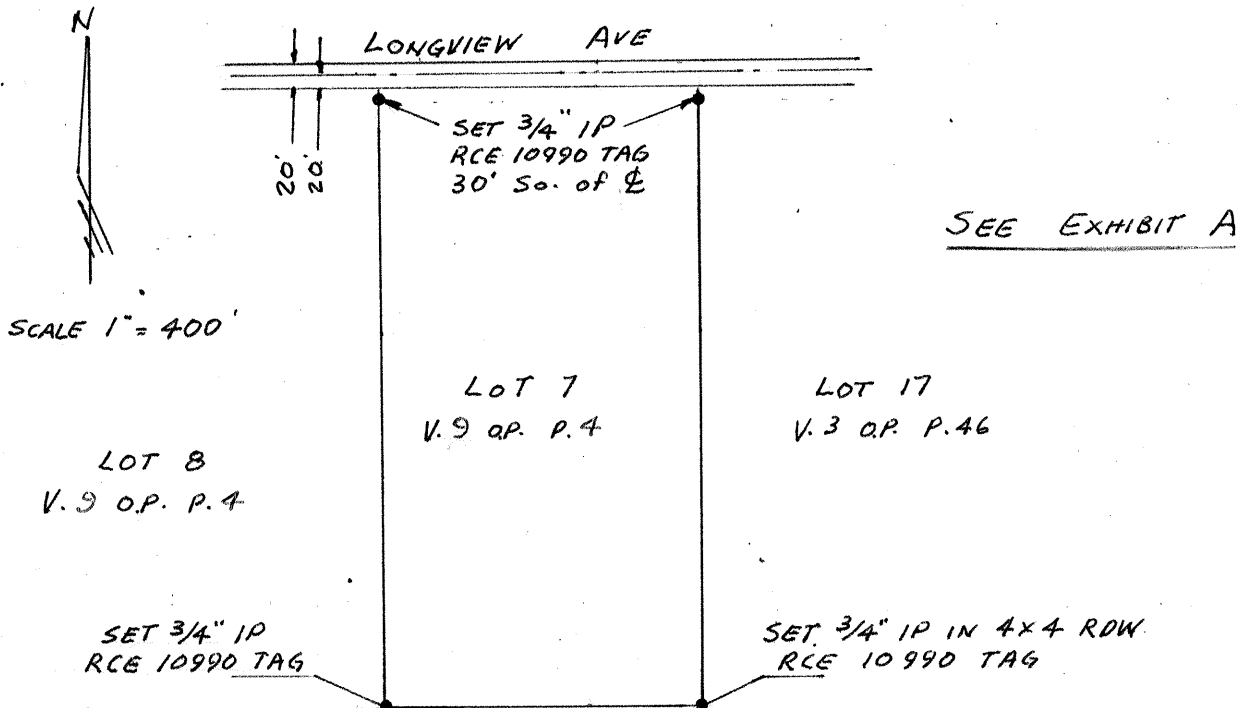 N
LONGVIEW AVE
20'
20'
SET 3/4" IP
RCE 10990 TAG
30' So. of ℄
SEE EXHIBIT A
SCALE 1" = 400'
LOT 7
V. 9 O.P. P. 4
LOT 17
V. 3 O.P. P. 46
LOT 8
V. 9 O.P. P. 4
SET 3/4" IP
RCE 10990 TAG
SET 3/4" IP IN 4x4 RDW
RCE 10990 TAG